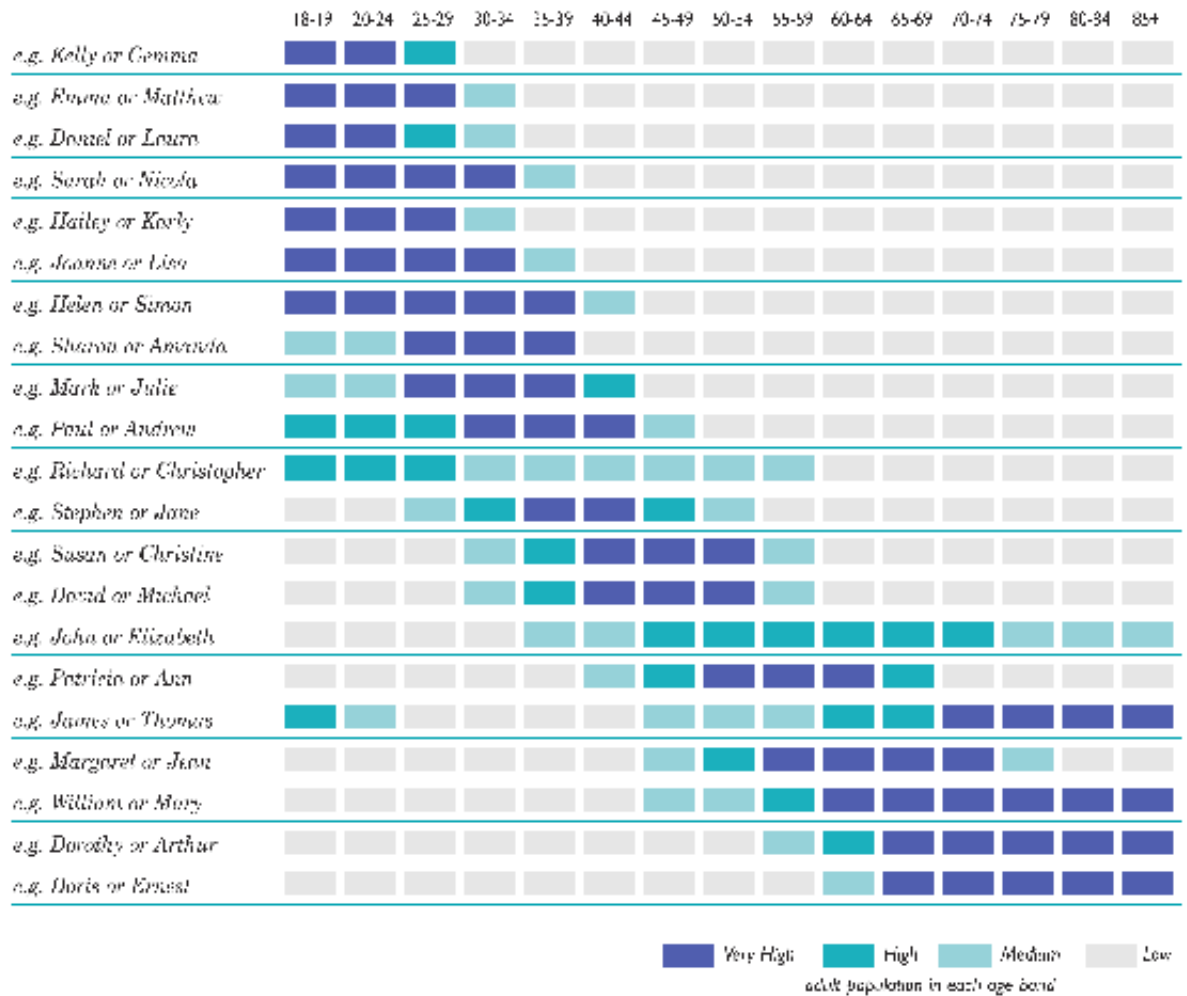 18-19 20-24 25-29 30-34 35-39 40-44 45-49 50-54 55-59 60-64 65-69 70-74 75-79 80-84 85+
e.g. Kelly or Gemma
e.g. Emma or Matthew
e.g. Daniel or Laura
e.g. Sarah or Nicola
e.g. Hailey or Karly
e.g. Joanne or Lisa
e.g. Helen or Simon
e.g. Sharon or Amanda
e.g. Mark or Julie
e.g. Paul or Andrew
e.g. Richard or Christopher
e.g. Stephen or Jane
e.g. Susan or Christine
e.g. David or Michael
e.g. John or Elizabeth
e.g. Patricia or Ann
e.g. James or Thomas
e.g. Margaret or Jean
e.g. William or Mary
e.g. Dorothy or Arthur
e.g. Doris or Ernest
Very High High Medium Low
adult population in each age band